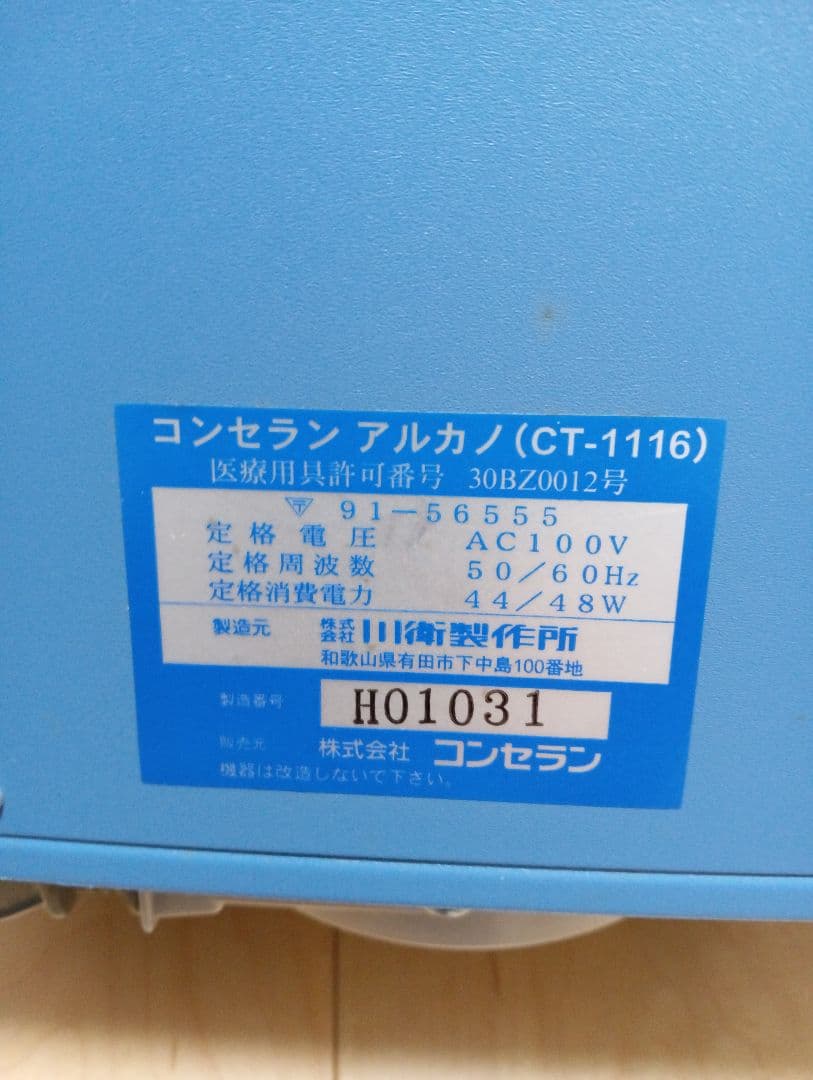 コンセラン アルカノ(CT-1116)
医療用具許可番号 30BZ0012号
〒 91-56555
定格電圧 AC100V
定格周波数 50/60Hz
定格消費電力 44/48W
製造元 株式会社 川衛製作所
和歌山県有田市下中島100番地
製造番号 H01031
販売元 株式会社 コンセラン
機器は改造しないで下さい。